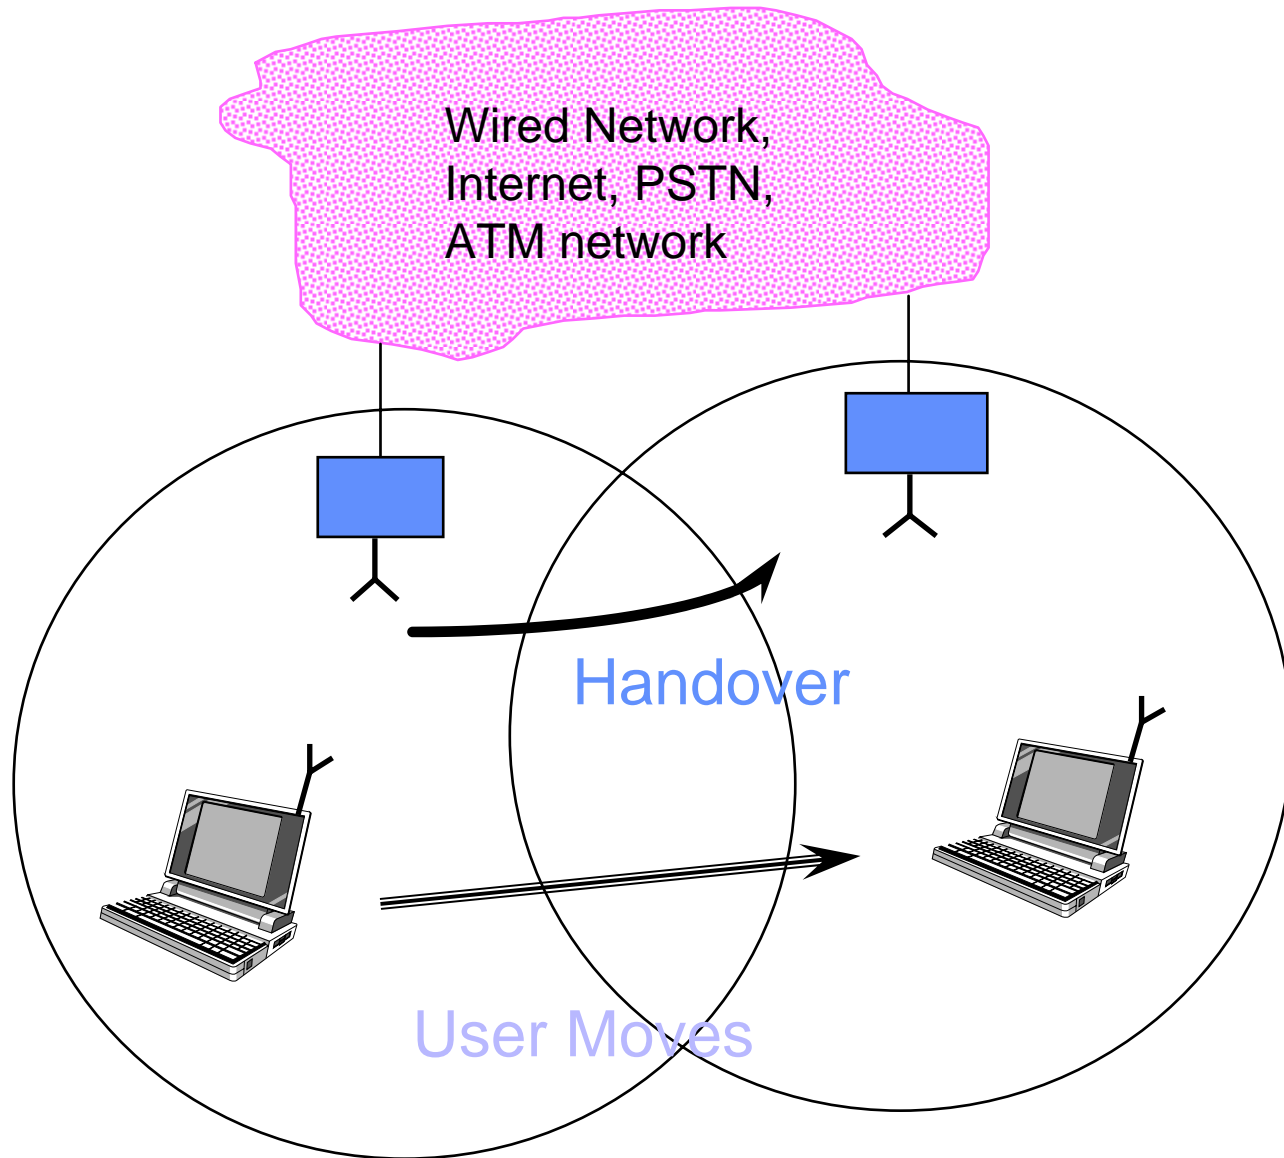 Wired Network,
Internet, PSTN,
ATM network
Handover
User Moves